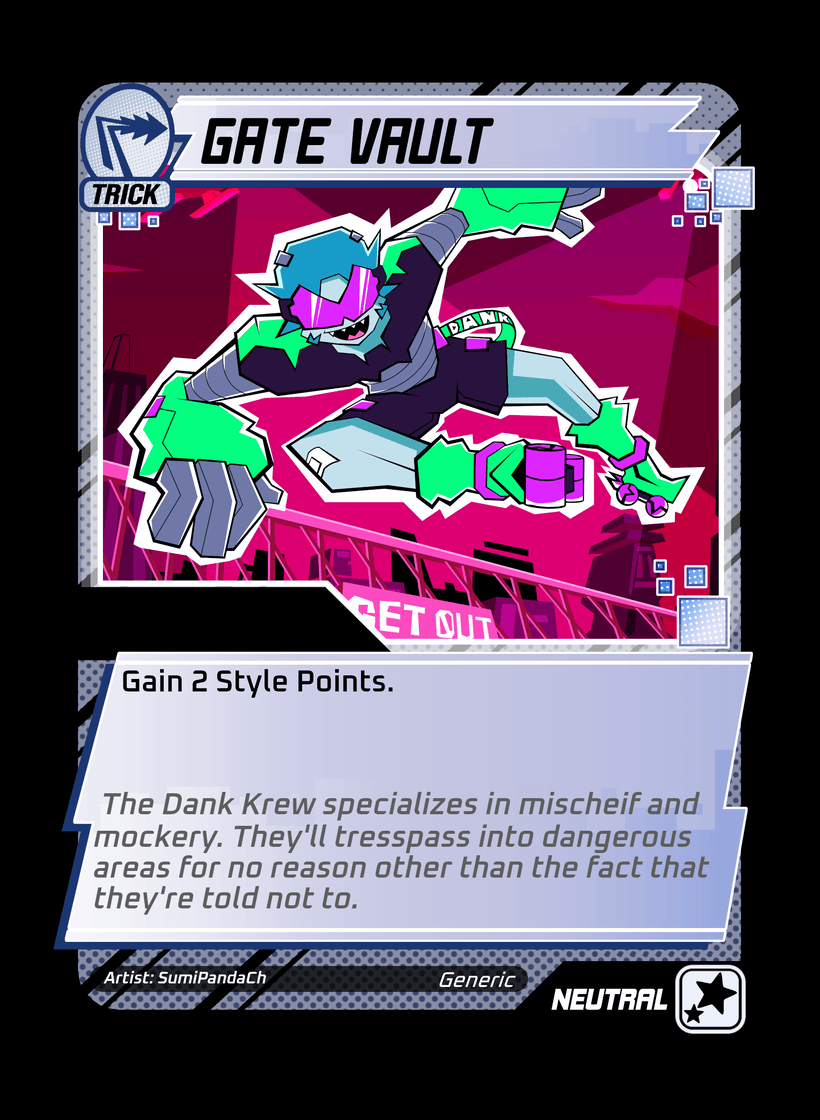 GATE VAULT
TRICK
DANK
GET OUT
Gain 2 Style Points.
The Dank Krew specializes in mischeif and
mockery. They'll tresspass into dangerous
areas for no reason other than the fact that
they're told not to.
Artist: SumiPandaCh
Generic
NEUTRAL